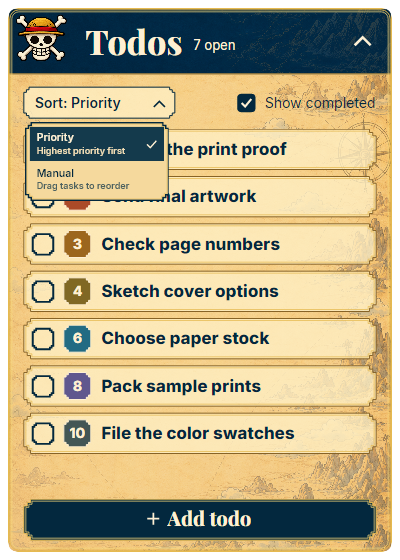 Todos 7 open
Sort: Priority
Show completed
Priority
Highest priority first
Manual
Drag tasks to reorder
the print proof
artwork
3 Check page numbers
4 Sketch cover options
6 Choose paper stock
8 Pack sample prints
10 File the color swatches
+ Add todo